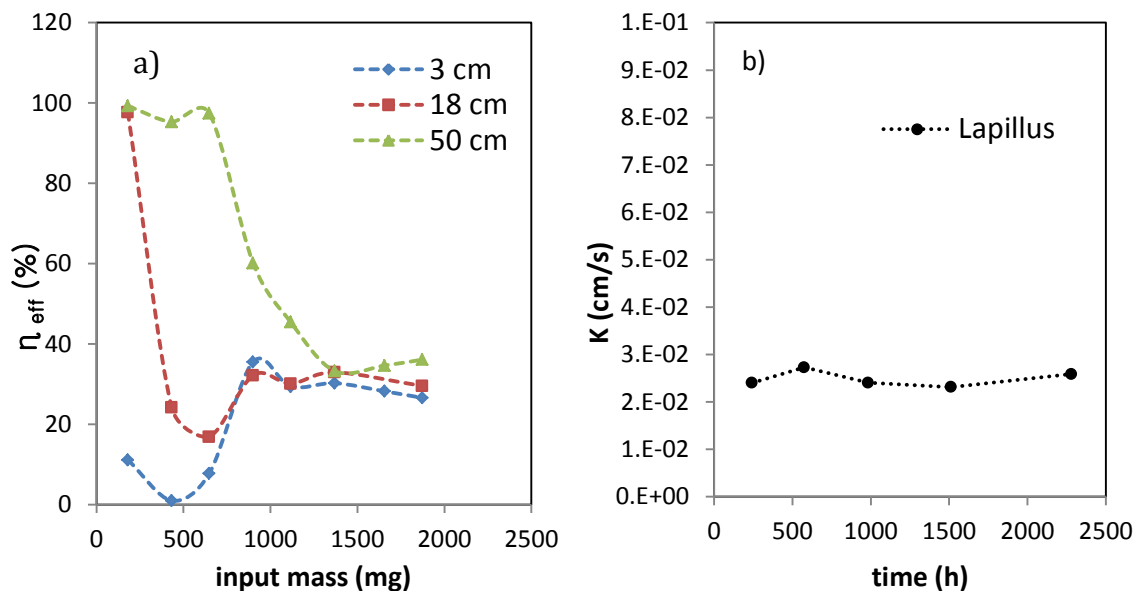 a)
3 cm
18 cm
50 cm
120
100
80
60
40
20
0
0 500 1000 1500 2000 2500
η eff (%)
input mass (mg)
b)
Lapillus
1.E-01
9.E-02
8.E-02
7.E-02
6.E-02
5.E-02
4.E-02
3.E-02
2.E-02
1.E-02
0.E+00
0 500 1000 1500 2000 2500
K (cm/s)
time (h)